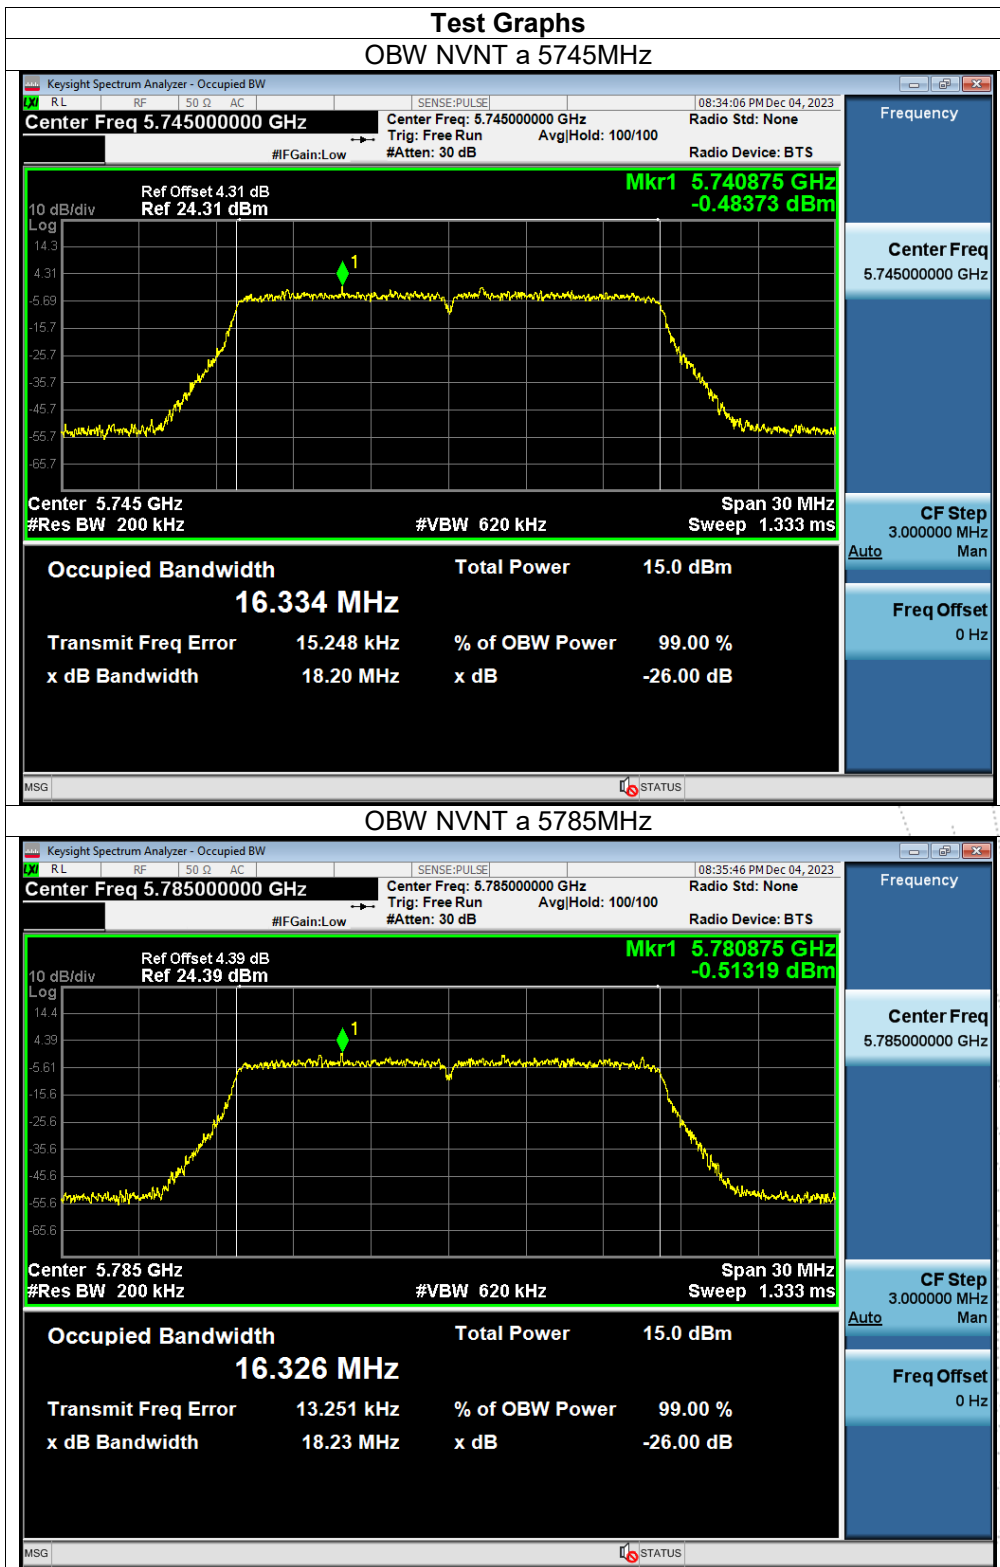 Test Graphs
OBW NVNT a 5745MHz
Keysight Spectrum Analyzer - Occupied BW
LXI RL RF 50 Ω AC SENSE:PULSE 08:34:06 PM Dec 04, 2023
Center Freq 5.745000000 GHz Center Freq: 5.745000000 GHz Radio Std: None Frequency
Trig: Free Run Avg|Hold: 100/100
#IFGain:Low #Atten: 30 dB Radio Device: BTS
Mkr1 5.740875 GHz
-0.48373 dBm
Ref Offset 4.31 dB
10 dB/div Ref 24.31 dBm
Log
14.3
4.31
-5.69
-15.7
-25.7
-35.7
-45.7
-55.7
-65.7
1
Center Freq
5.745000000 GHz
Center 5.745 GHz Span 30 MHz
#Res BW 200 kHz #VBW 620 kHz Sweep 1.333 ms
CF Step
3.000000 MHz
Auto Man
Occupied Bandwidth Total Power 15.0 dBm
16.334 MHz
Freq Offset
0 Hz
Transmit Freq Error 15.248 kHz % of OBW Power 99.00 %
x dB Bandwidth 18.20 MHz x dB -26.00 dB
MSG STATUS
OBW NVNT a 5785MHz
Keysight Spectrum Analyzer - Occupied BW
LXI RL RF 50 Ω AC SENSE:PULSE 08:35:46 PM Dec 04, 2023
Center Freq 5.785000000 GHz Center Freq: 5.785000000 GHz Radio Std: None Frequency
Trig: Free Run Avg|Hold: 100/100
#IFGain:Low #Atten: 30 dB Radio Device: BTS
Mkr1 5.780875 GHz
-0.51319 dBm
Ref Offset 4.39 dB
10 dB/div Ref 24.39 dBm
Log
14.4
4.39
-5.61
-15.6
-25.6
-35.6
-45.6
-55.6
-65.6
1
Center Freq
5.785000000 GHz
Center 5.785 GHz Span 30 MHz
#Res BW 200 kHz #VBW 620 kHz Sweep 1.333 ms
CF Step
3.000000 MHz
Auto Man
Occupied Bandwidth Total Power 15.0 dBm
16.326 MHz
Freq Offset
0 Hz
Transmit Freq Error 13.251 kHz % of OBW Power 99.00 %
x dB Bandwidth 18.23 MHz x dB -26.00 dB
MSG STATUS